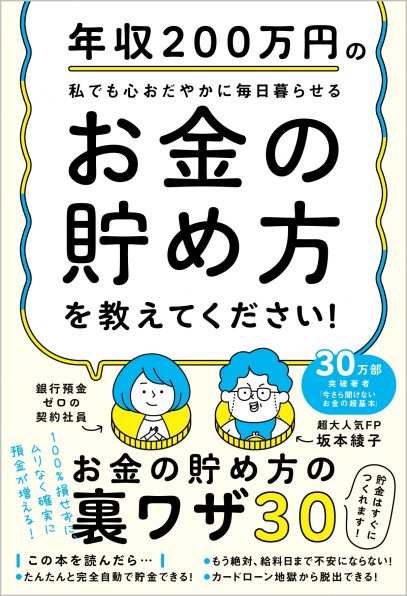 年収200万円の
私でも心おだやかに毎日暮らせる
お金の
貯め方
を教えてください!
30万部
突破著者
「今さら聞けない
お金の超基本」
銀行預金
ゼロの
契約社員
超大人気FP
坂本綾子
100%損せずに
ムリなく確実に
預金が増える!
お金の貯め方の
裏ワザ30
貯金はすぐに
つくれます!
この本を読んだら…
•たんたんと完全自動で貯金できる!
•もう絶対、給料日まで不安にならない!
•カードローン地獄から脱出できる!